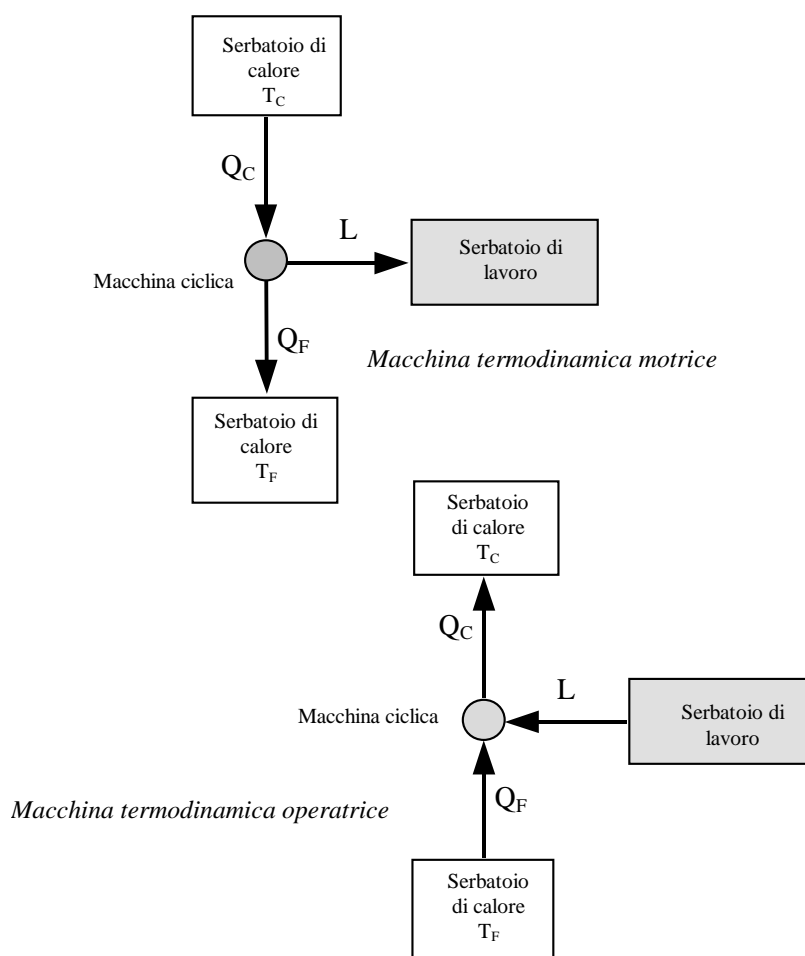 Serbatoio di
calore
T_C
Q_C
L
Serbatoio di
lavoro
Macchina ciclica
Q_F
Macchina termodinamica motrice
Serbatoio di
calore
T_F
Serbatoio
di calore
T_C
Q_C
L
Macchina ciclica
Serbatoio di
lavoro
Q_F
Macchina termodinamica operatrice
Serbatoio
di calore
T_F